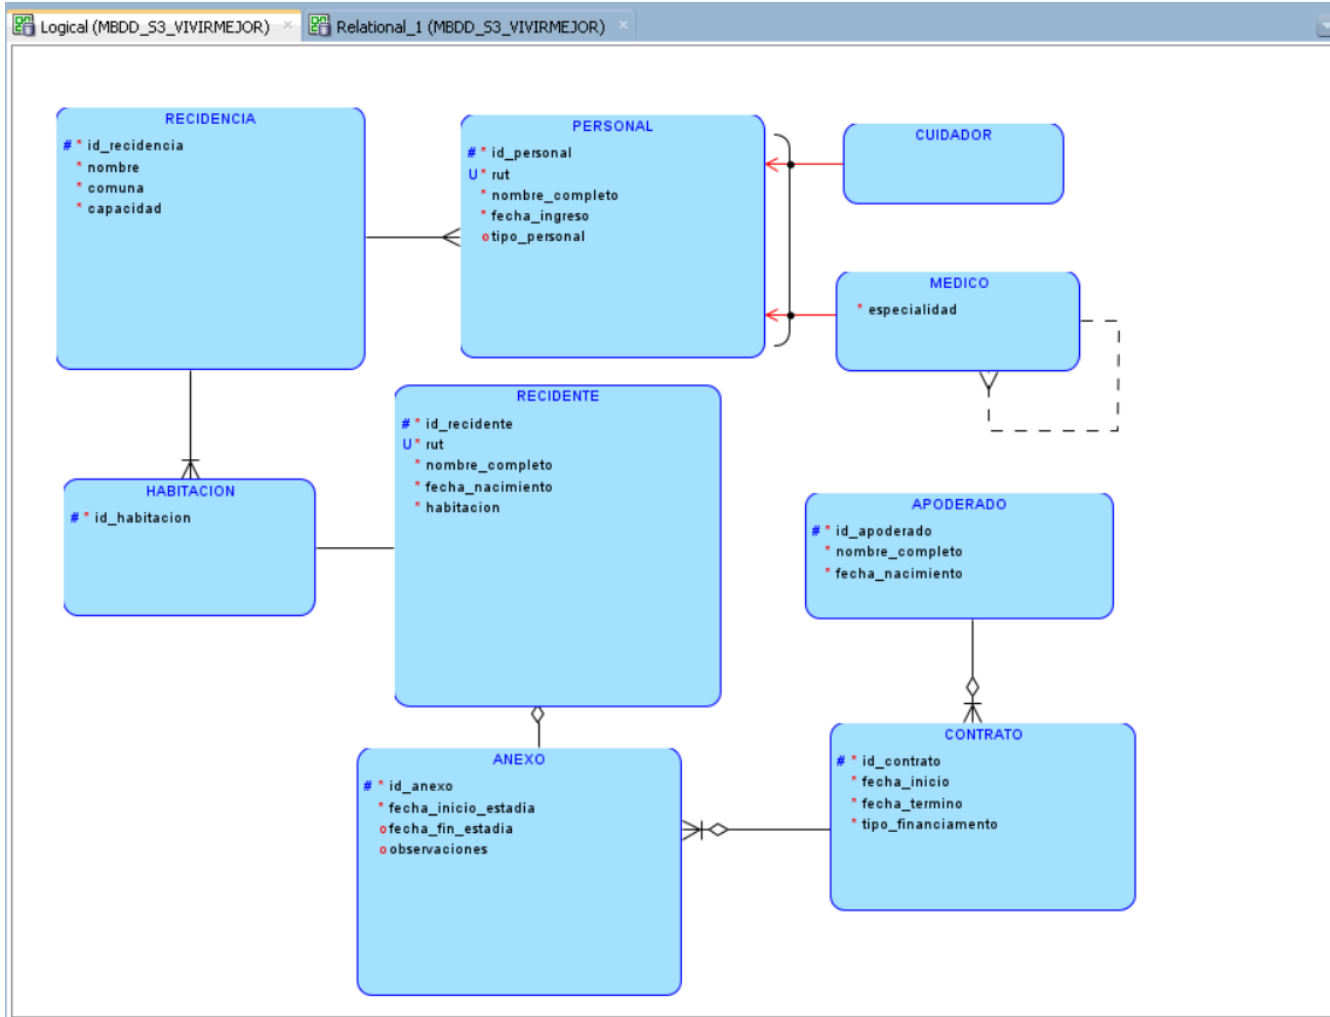 Logical (MBDD_S3_VIVIRMEJOR)
Relational_1 (MBDD_S3_VIVIRMEJOR)
RECIDENCIA
# * id_recidencia
* nombre
* comuna
* capacidad
PERSONAL
# * id_personal
U * rut
* nombre_completo
* fecha_ingreso
o tipo_personal
CUIDADOR
MEDICO
* especialidad
RECIDENTE
# * id_recidente
U * rut
* nombre_completo
* fecha_nacimiento
* habitacion
HABITACION
# * id_habitacion
APODERADO
# * id_apoderado
* nombre_completo
* fecha_nacimiento
ANEXO
# * id_anexo
* fecha_inicio_estadia
o fecha_fin_estadia
o observaciones
CONTRATO
# * id_contrato
* fecha_inicio
* fecha_termino
* tipo_financiamento